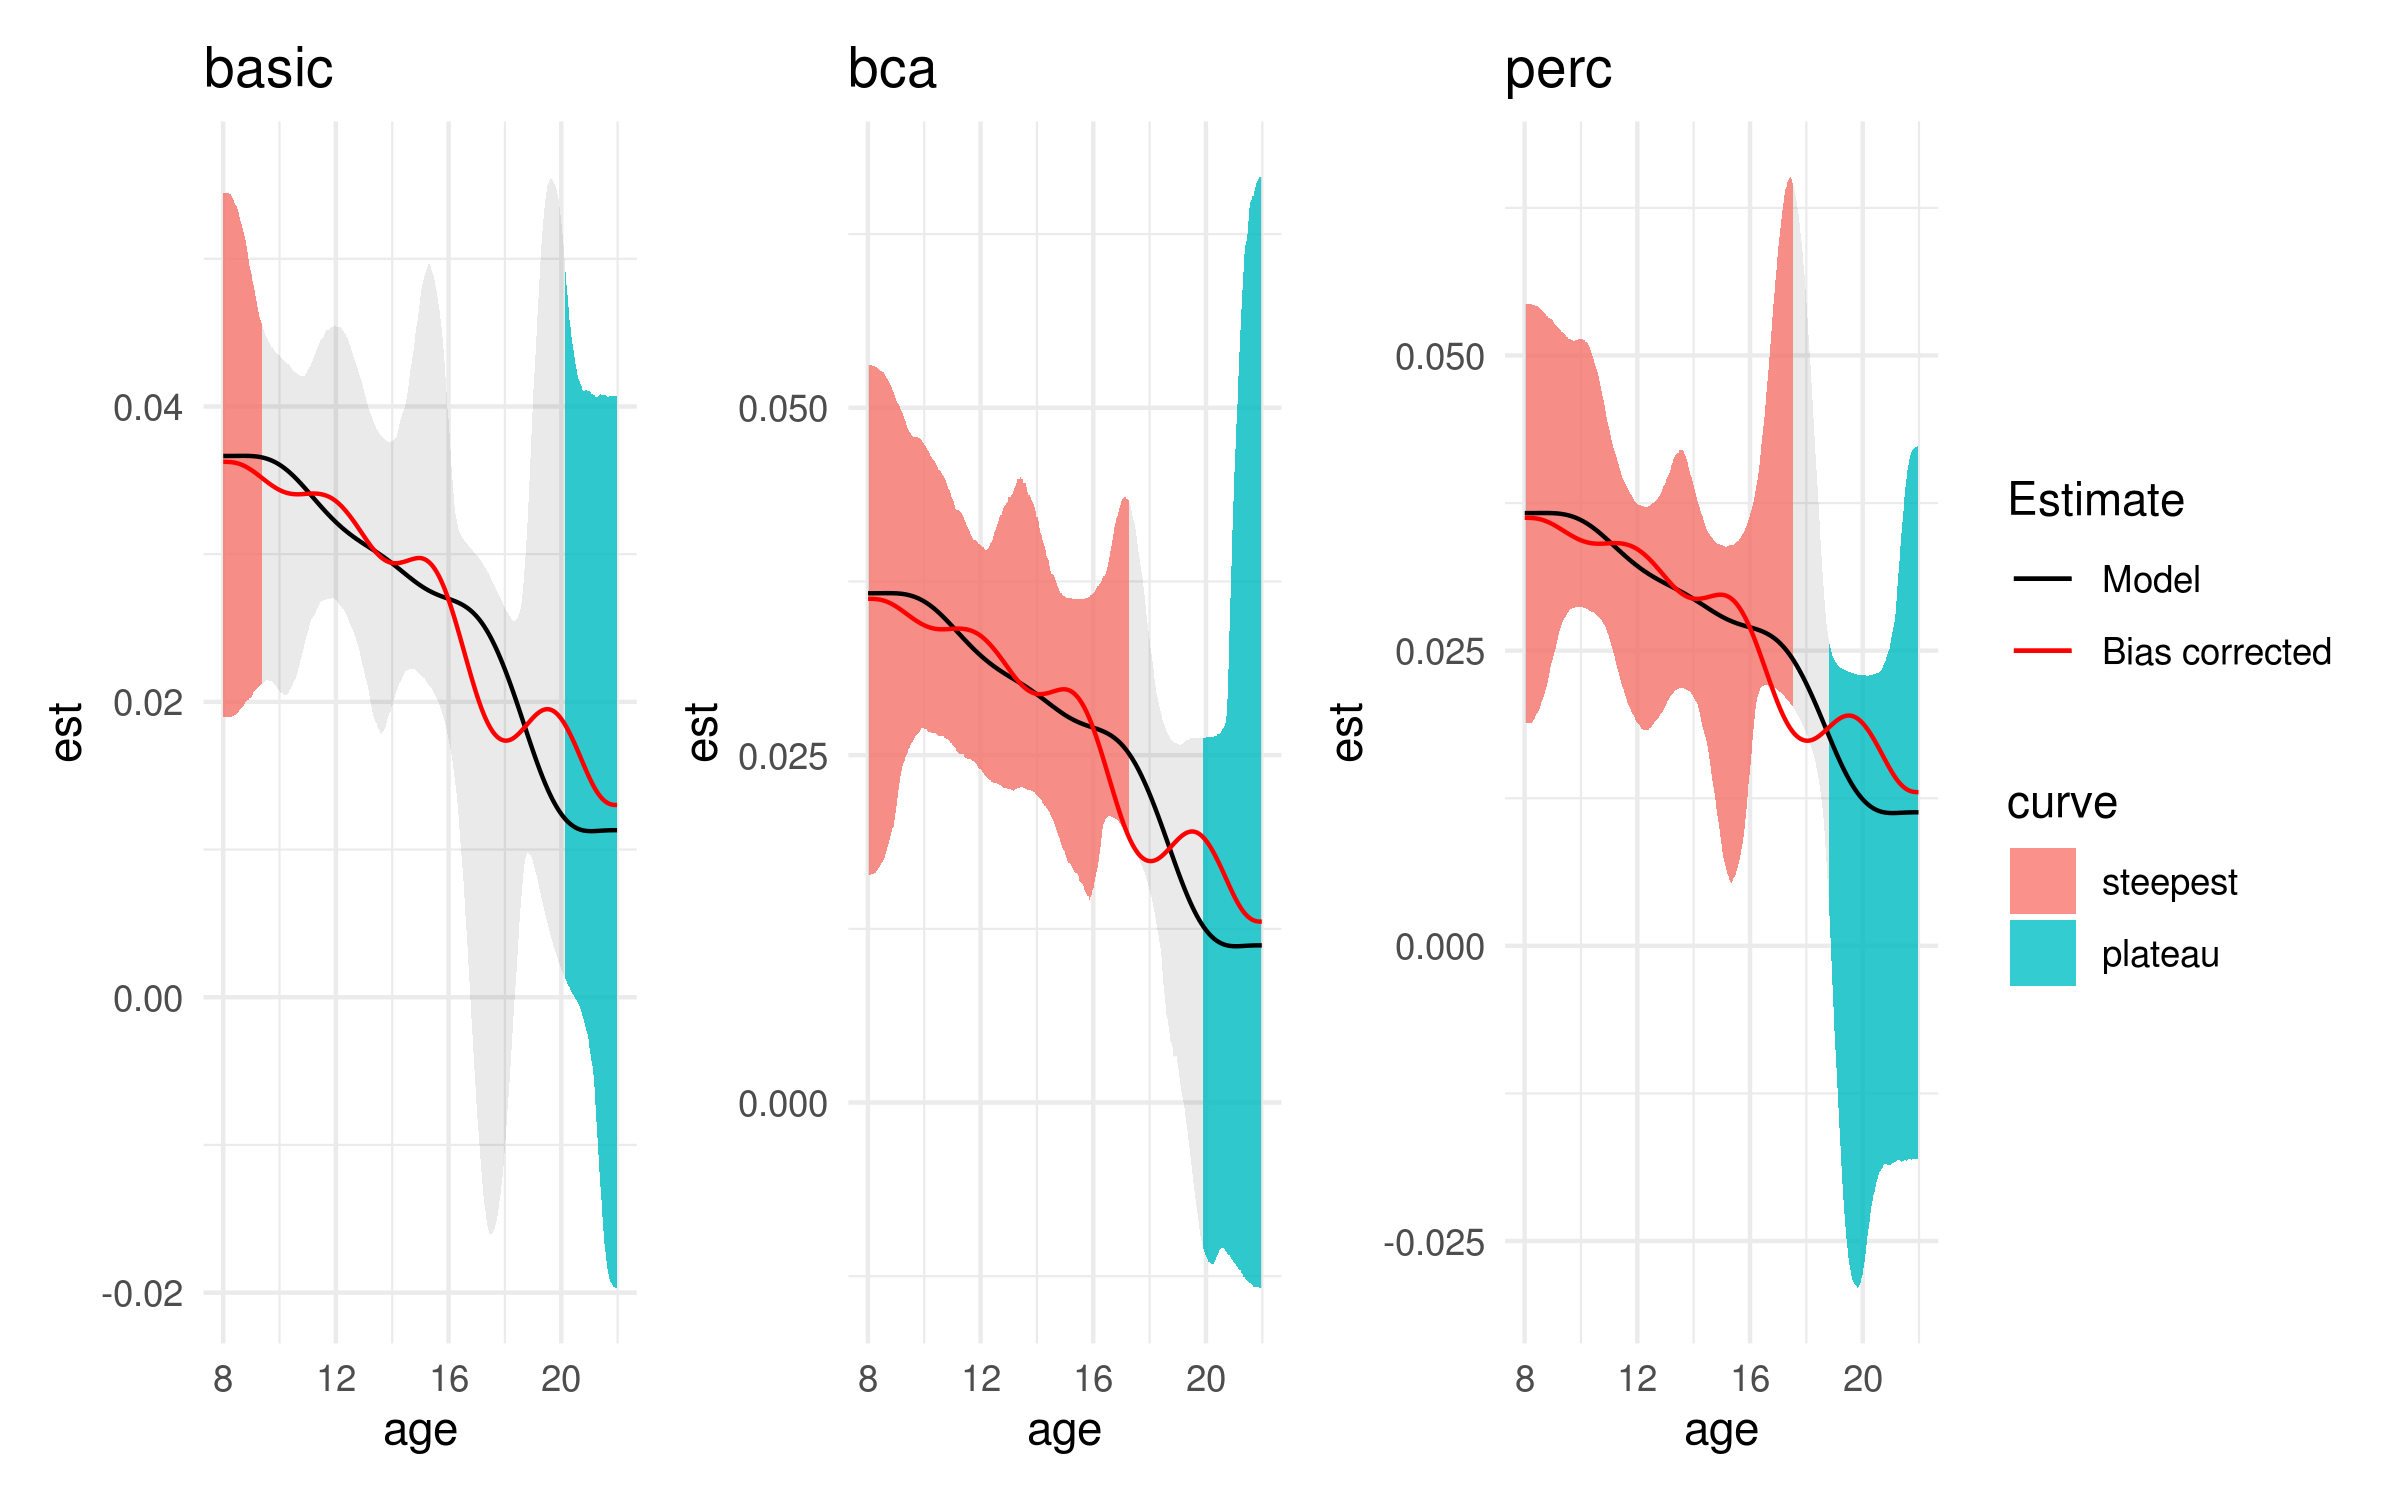 basic
bca
perc
est
0.04
0.02
0.00
-0.02
8 12 16 20
age
est
0.050
0.025
0.000
8 12 16 20
age
est
0.050
0.025
0.000
-0.025
8 12 16 20
age
Estimate
Model
Bias corrected
curve
steepest
plateau